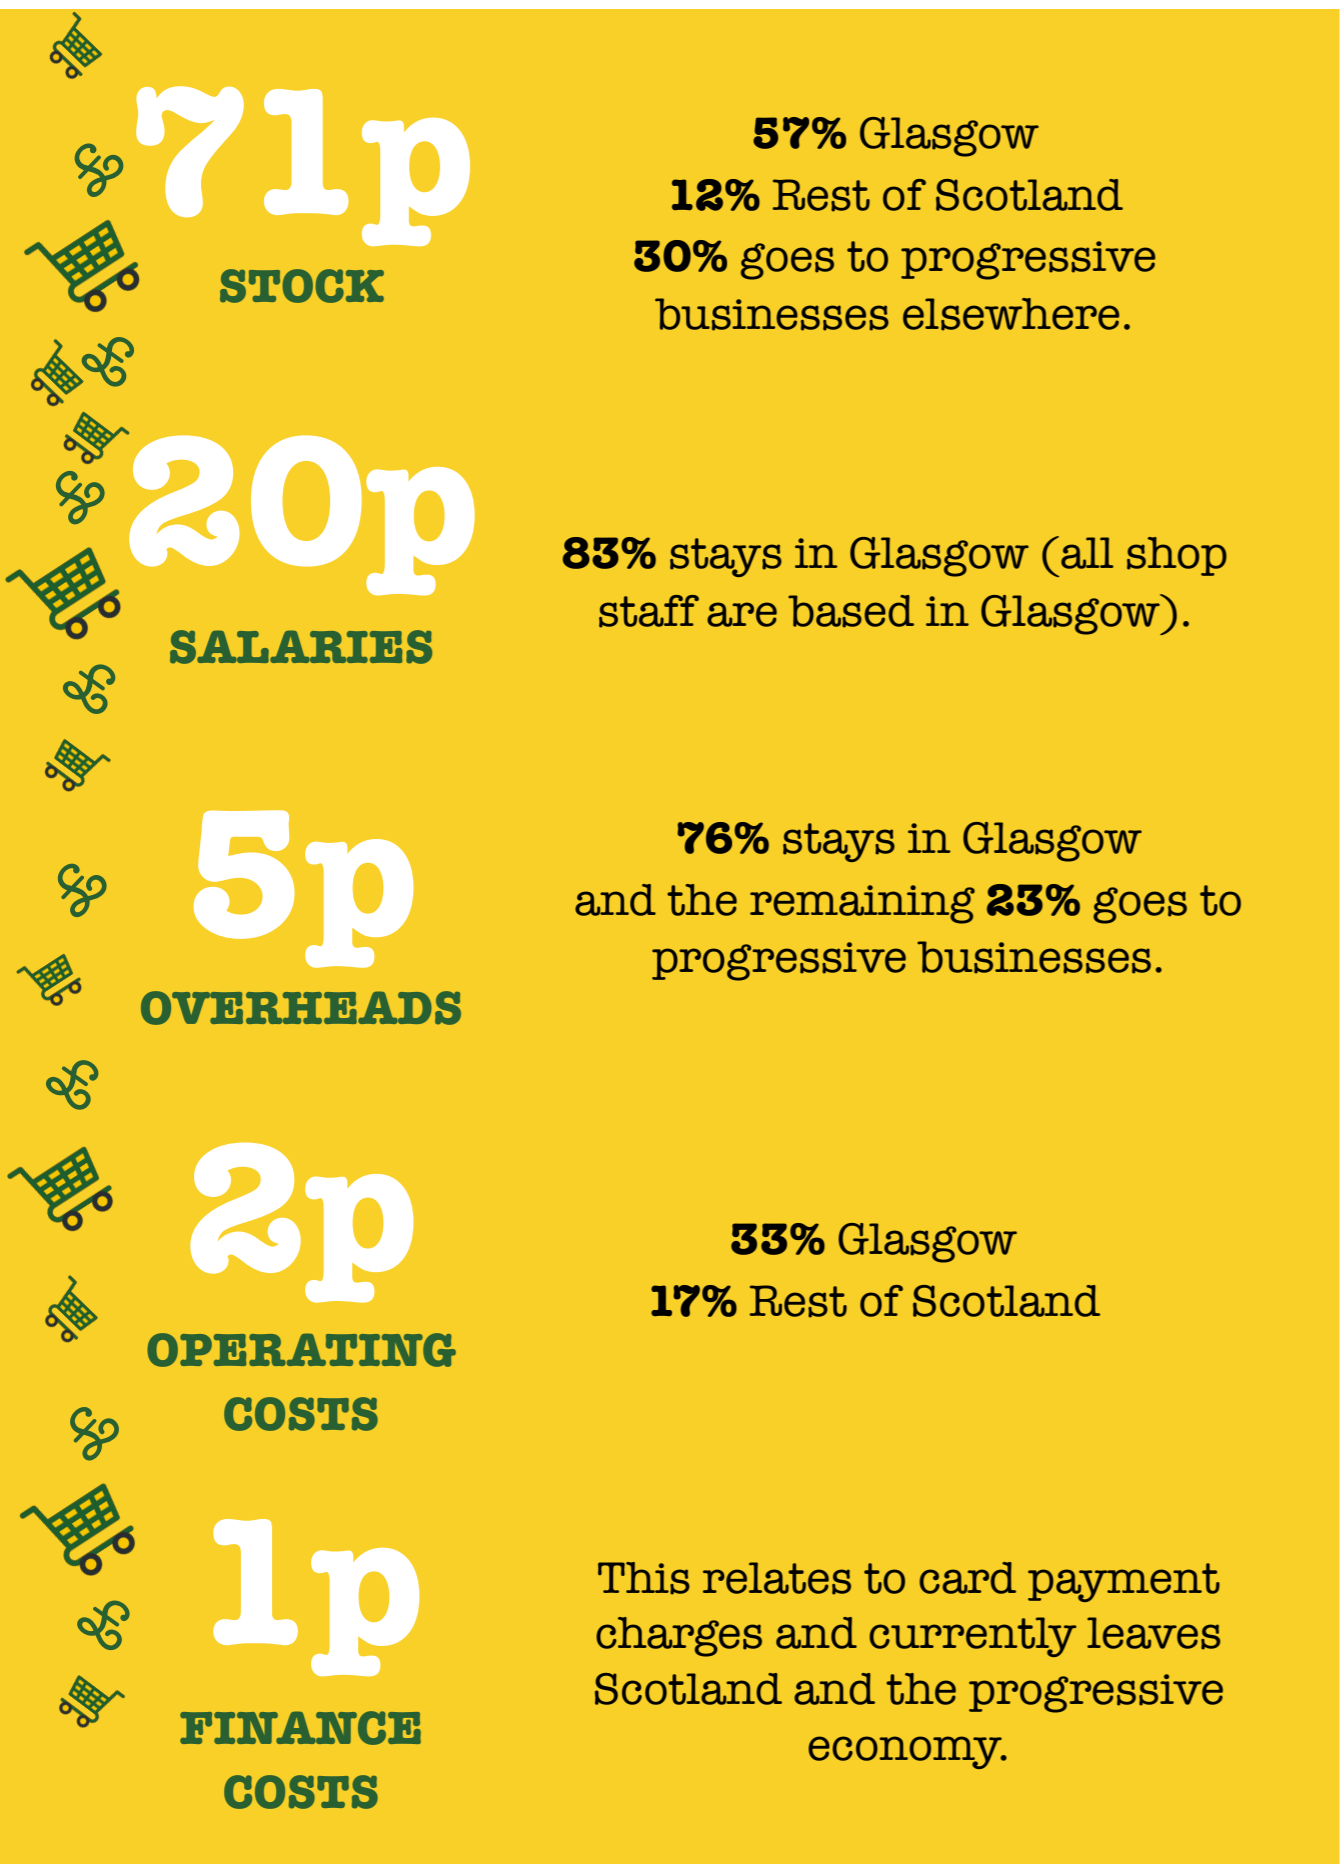 71p
STOCK
57% Glasgow
12% Rest of Scotland
30% goes to progressive
businesses elsewhere.
20p
SALARIES
83% stays in Glasgow (all shop
staff are based in Glasgow).
5p
OVERHEADS
76% stays in Glasgow
and the remaining 23% goes to
progressive businesses.
2p
OPERATING
COSTS
33% Glasgow
17% Rest of Scotland
1p
FINANCE
COSTS
This relates to card payment
charges and currently leaves
Scotland and the progressive
economy.